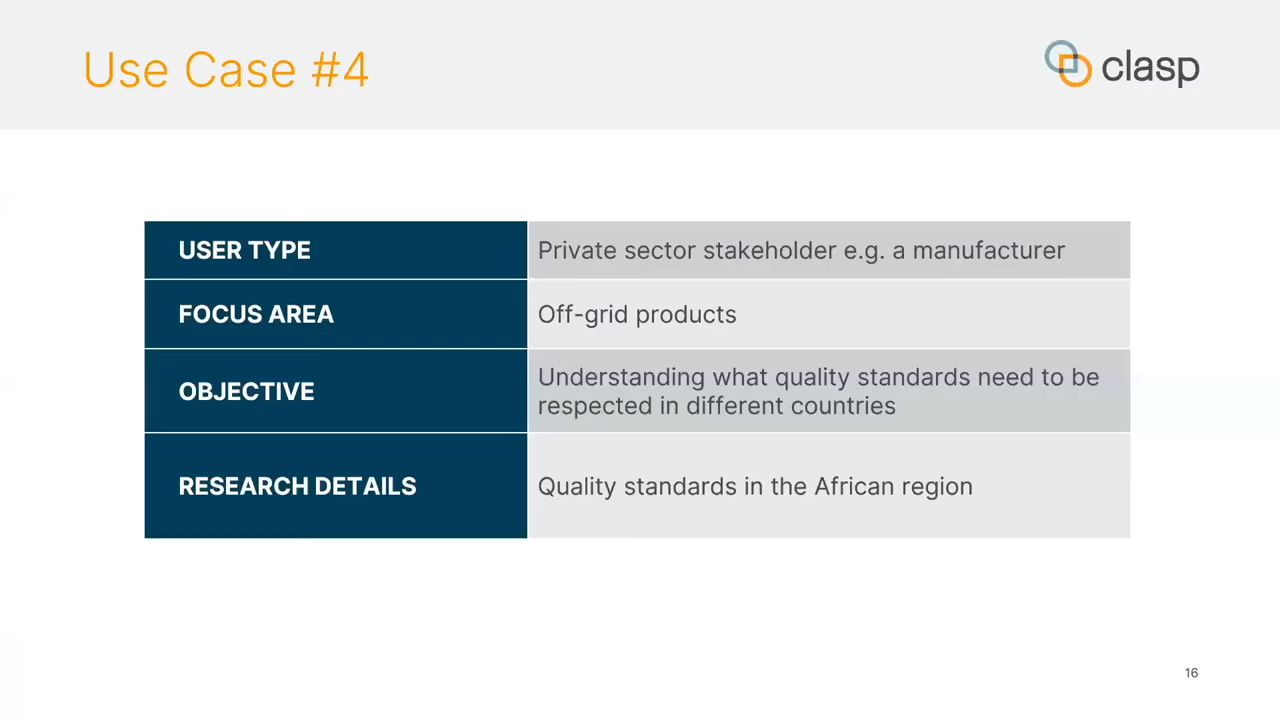 Use Case #4
clasp
USER TYPE
Private sector stakeholder e.g. a manufacturer
FOCUS AREA
Off-grid products
OBJECTIVE
Understanding what quality standards need to be
respected in different countries
RESEARCH DETAILS
Quality standards in the African region
16